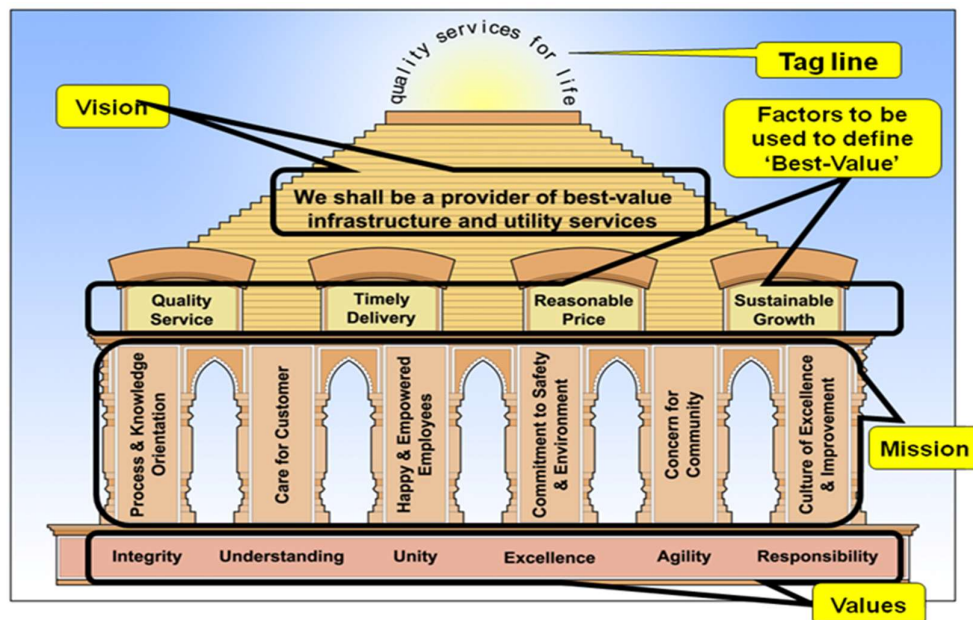 quality services for life
Tag line
Vision
Factors to be
used to define
‘Best-Value’
We shall be a provider of best-value
infrastructure and utility services
Quality
Service
Timely
Delivery
Reasonable
Price
Sustainable
Growth
Process & Knowledge
Orientation
Care for Customer
Happy & Empowered
Employees
Commitment to Safety
& Environment
Concern for
Community
Culture of Excellence
& Improvement
Mission
Integrity Understanding Unity Excellence Agility Responsibility
Values